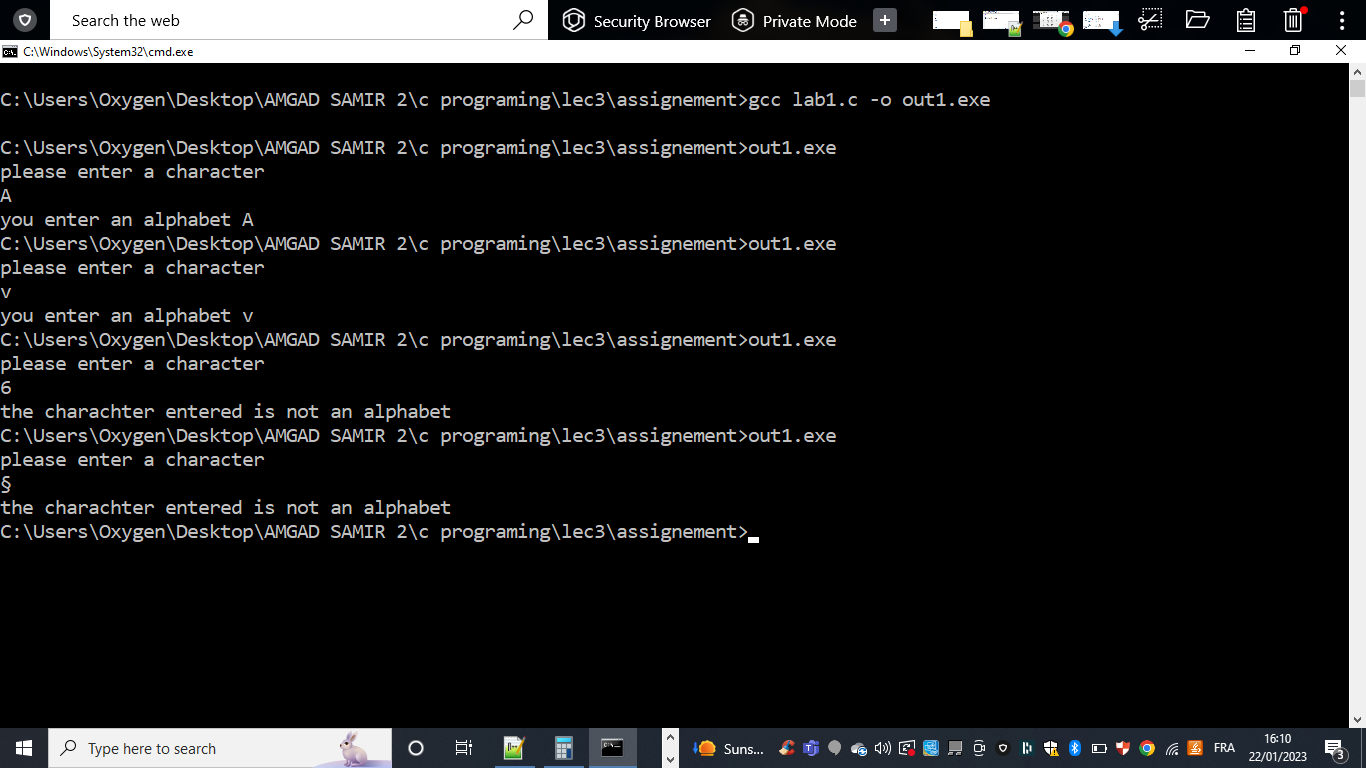 Search the web
Security Browser
Private Mode
C:\Windows\System32\cmd.exe
C:\Users\Oxygen\Desktop\AMGAD SAMIR 2\c programing\lec3\assignement>gcc lab1.c -o out1.exe
C:\Users\Oxygen\Desktop\AMGAD SAMIR 2\c programing\lec3\assignement>out1.exe
please enter a character
A
you enter an alphabet A
C:\Users\Oxygen\Desktop\AMGAD SAMIR 2\c programing\lec3\assignement>out1.exe
please enter a character
v
you enter an alphabet v
C:\Users\Oxygen\Desktop\AMGAD SAMIR 2\c programing\lec3\assignement>out1.exe
please enter a character
6
the charachter entered is not an alphabet
C:\Users\Oxygen\Desktop\AMGAD SAMIR 2\c programing\lec3\assignement>out1.exe
please enter a character
§
the charachter entered is not an alphabet
C:\Users\Oxygen\Desktop\AMGAD SAMIR 2\c programing\lec3\assignement>
Type here to search
Suns...
FRA
16:10
22/01/2023
3